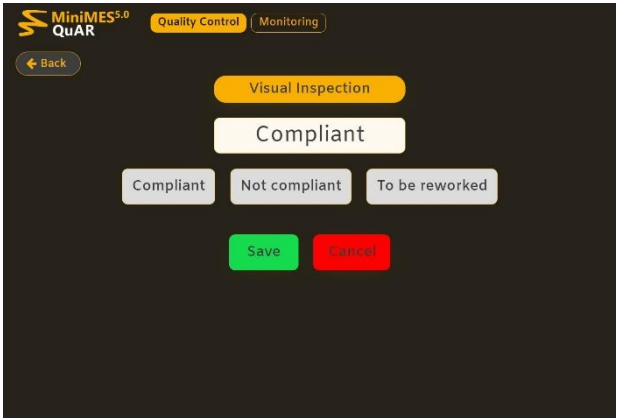 MiniMES5.0
QuAR
Quality Control
Monitoring
Back
Visual Inspection
Compliant
Compliant
Not compliant
To be reworked
Save
Cancel